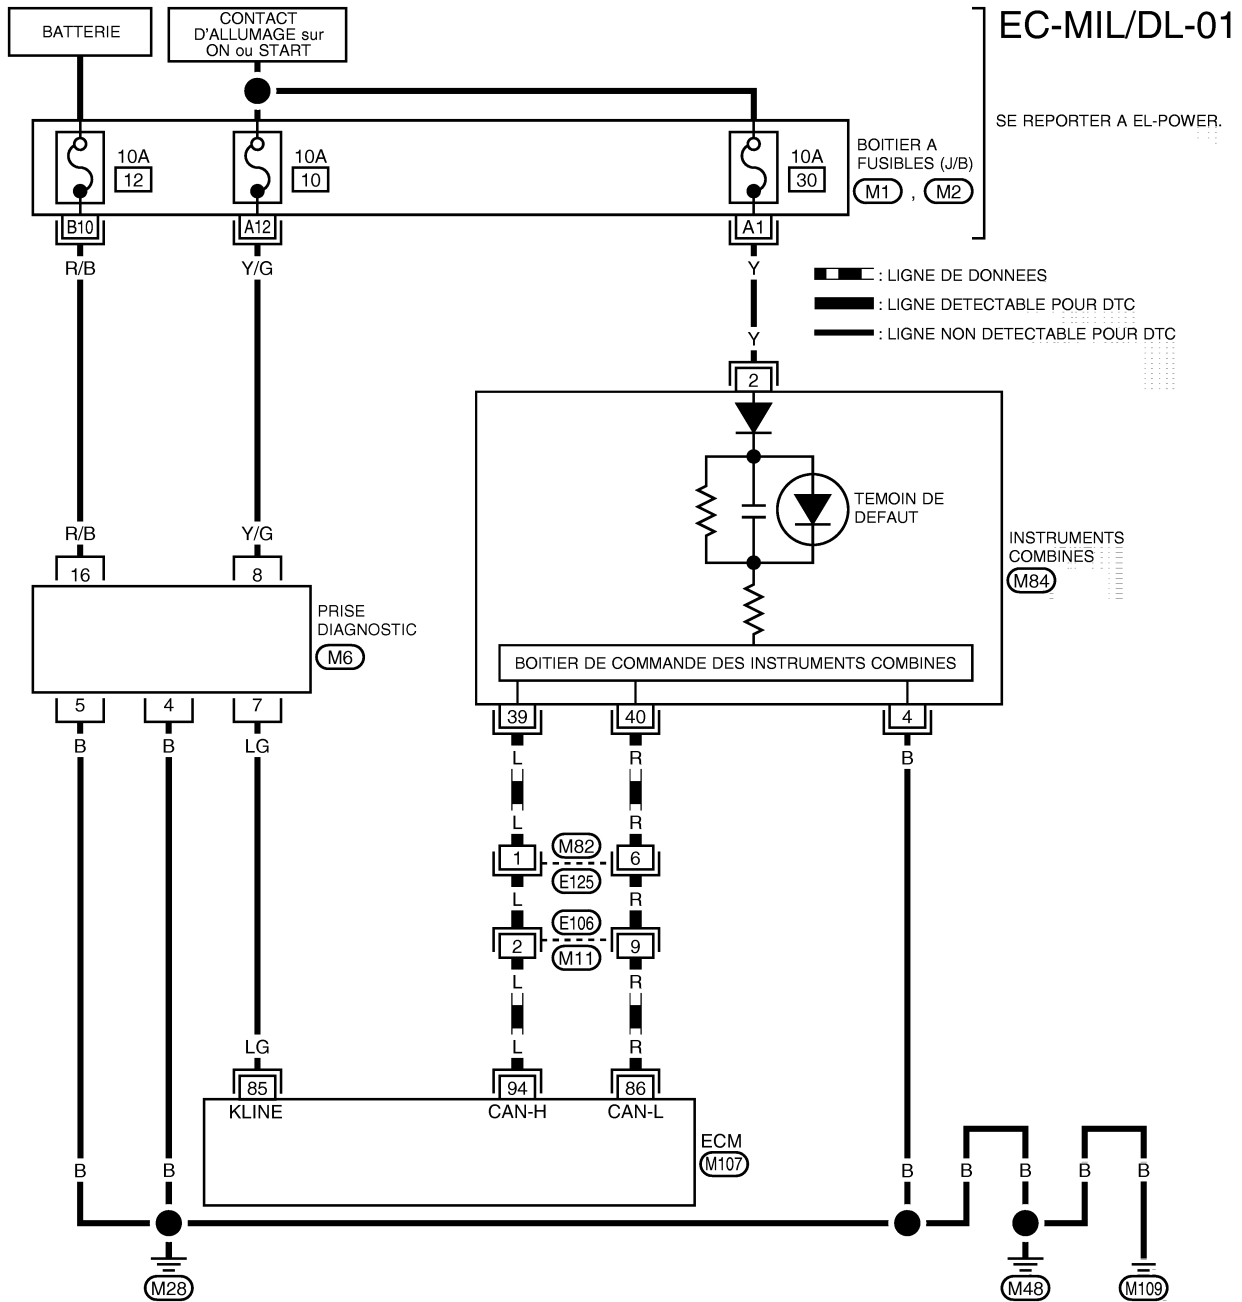 EC-MIL/DL-01
BATTERIE
CONTACT
D'ALLUMAGE sur
ON ou START
SE REPORTER A EL-POWER.
10A
12
10A
10
10A
30
BOITIER A
FUSIBLES (J/B)
M1 , M2
B10
A12
A1
R/B
Y/G
Y
: LIGNE DE DONNEES
: LIGNE DETECTABLE POUR DTC
: LIGNE NON DETECTABLE POUR DTC
Y
2
TEMOIN DE
DEFAUT
R/B
Y/G
16
8
INSTRUMENTS
COMBINES
M84
PRISE
DIAGNOSTIC
M6
BOITIER DE COMMANDE DES INSTRUMENTS COMBINES
5
4
7
39
40
4
B
B
LG
L
R
B
L
R
1
M82
6
E125
L
R
E106
2
9
M11
L
R
LG
L
R
85
94
86
KLINE
CAN-H
CAN-L
ECM
M107
B
B
B
B
B
B
B
M28
M48
M109